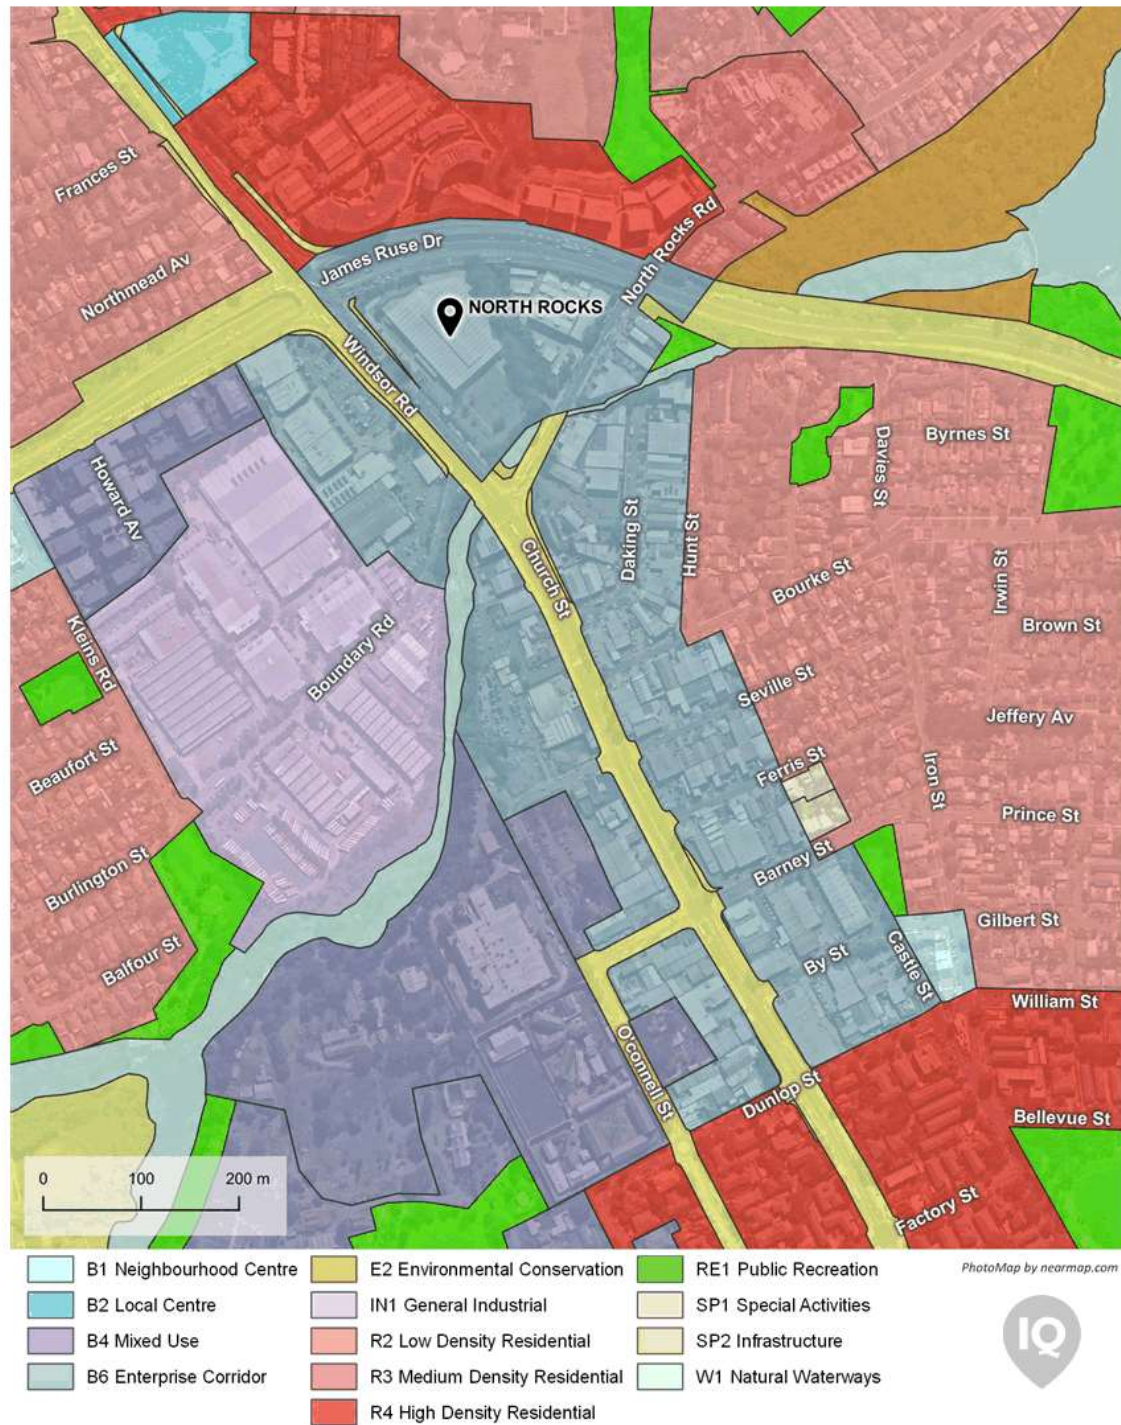 Frances St
Northmead Av
James Ruse Dr
North Rocks Rd
NORTH ROCKS
Windsor Rd
Howard Av
Davies St
Byrnes St
Daking St
Hunt St
Church St
Bourke St
Irwin St
Brown St
Kleins Rd
Boundary Rd
Seville St
Jeffery Av
Beaufort St
Ferris St
Iron St
Prince St
Burlington St
Barney St
Gilbert St
Balfour St
By St
Castle St
William St
O'connell St
Dunlop St
Bellevue St
Factory St
0 100 200 m
B1 Neighbourhood Centre
B2 Local Centre
B4 Mixed Use
B6 Enterprise Corridor
E2 Environmental Conservation
IN1 General Industrial
R2 Low Density Residential
R3 Medium Density Residential
R4 High Density Residential
RE1 Public Recreation
SP1 Special Activities
SP2 Infrastructure
W1 Natural Waterways
PhotoMap by nearmap.com
IQ